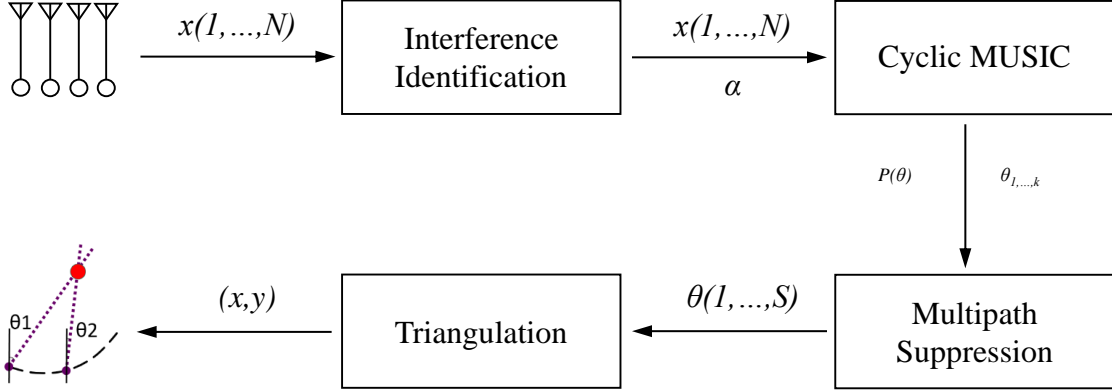 x(1,...,N)
Interference
Identification
x(1,...,N)
α
Cyclic MUSIC
P(θ)
θ1,...,k
Multipath
Suppression
θ(1,...,S)
Triangulation
(x,y)
θ1
θ2